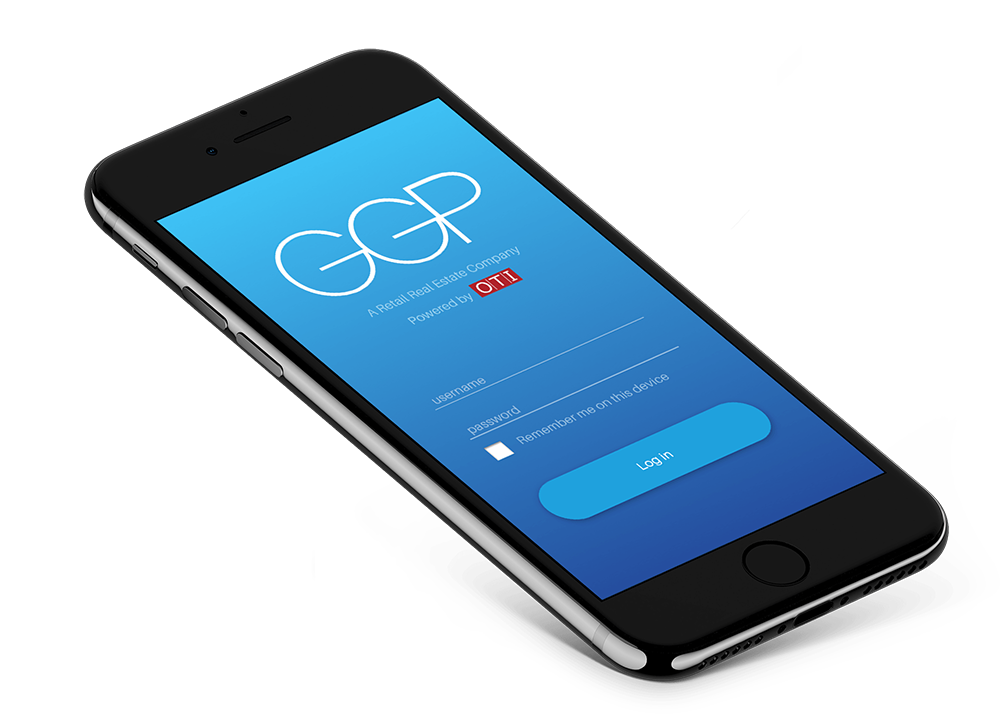 GGP
A Retail Real Estate Company
Powered by OTI
username
password
Remember me on this device
Log in